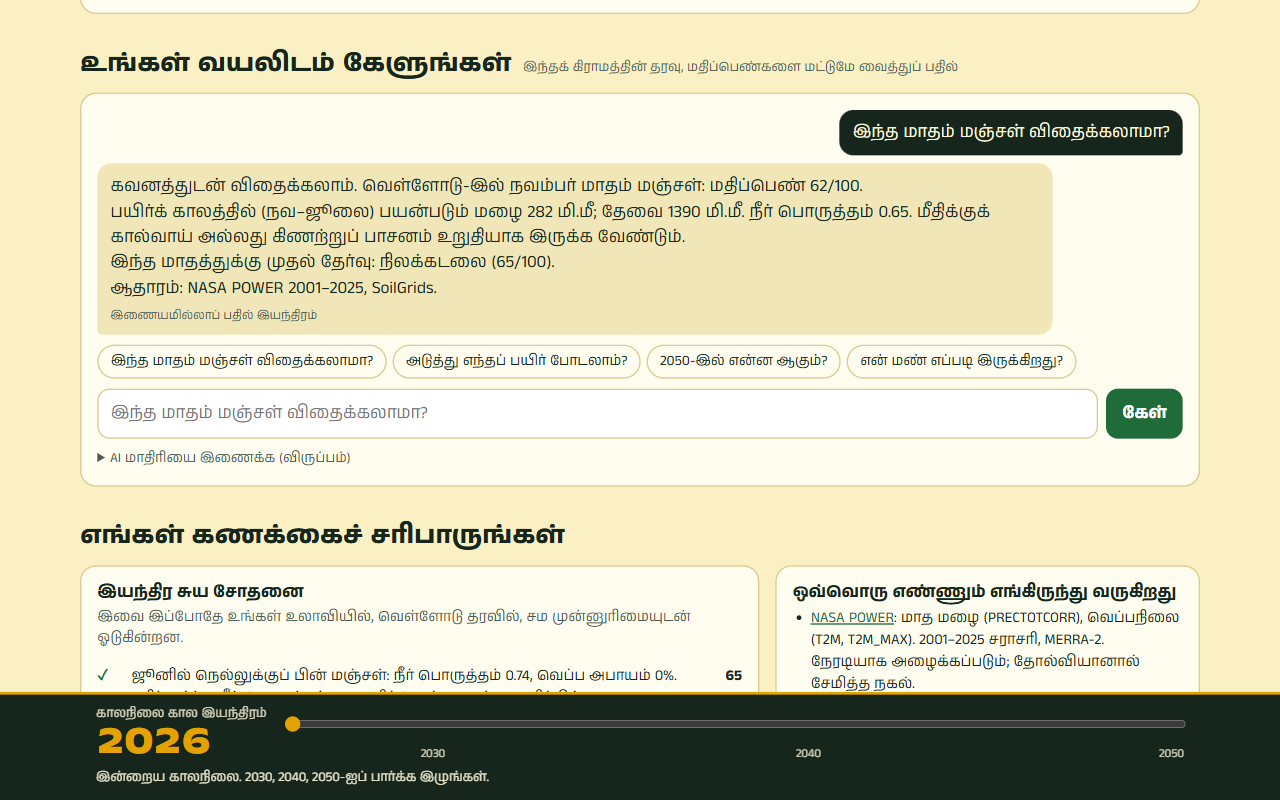 உங்கள் வயலிடம் கேளுங்கள் இந்தக் கிராமத்தின் தரவு, மதிப்பெண்களை மட்டுமே வைத்துப் பதில்
இந்த மாதம் மஞ்சள் விதைக்கலாமா?
கவனத்துடன் விதைக்கலாம். வெள்ளோடு-இல் நவம்பர் மாதம் மஞ்சள்: மதிப்பெண் 62/100.
பயிர்க் காலத்தில் (நவ–ஜூலை) பயன்படும் மழை 282 மி.மீ; தேவை 1390 மி.மீ. நீர் பொருத்தம் 0.65. மீதிக்குக்
கால்வாய் அல்லது கிணற்றுப் பாசனம் உறுதியாக இருக்க வேண்டும்.
இந்த மாதத்துக்கு முதல் தேர்வு: நிலக்கடலை (65/100).
ஆதாரம்: NASA POWER 2001–2025, SoilGrids.
இணையமில்லாப் பதில் இயந்திரம்
இந்த மாதம் மஞ்சள் விதைக்கலாமா? அடுத்து எந்தப் பயிர் போடலாம்? 2050-இல் என்ன ஆகும்? என் மண் எப்படி இருக்கிறது?
இந்த மாதம் மஞ்சள் விதைக்கலாமா? கேள்
▶ AI மாதிரியை இணைக்க (விருப்பம்)
எங்கள் கணக்கைச் சரிபாருங்கள்
இயந்திர சுய சோதனை
இவை இப்போதே உங்கள் உலாவியில், வெள்ளோடு தரவில், சம முன்னுரிமையுடன்
ஓடுகின்றன.
✓ ஜூனில் நெல்லுக்குப் பின் மஞ்சள்: நீர் பொருத்தம் 0.74, வெப்ப அபாயம் 0%. 65
ஒவ்வொரு எண்ணும் எங்கிருந்து வருகிறது
• NASA POWER: மாத மழை (PRECTOTCORR), வெப்பநிலை
(T2M, T2M_MAX). 2001–2025 சராசரி, MERRA-2.
நேரடியாக அழைக்கப்படும்; தோல்வியானால்
சேமித்த நகல்.
காலநிலை கால இயந்திரம்
2026
2030 2040 2050
இன்றைய காலநிலை. 2030, 2040, 2050-ஐப் பார்க்க இழுங்கள்.